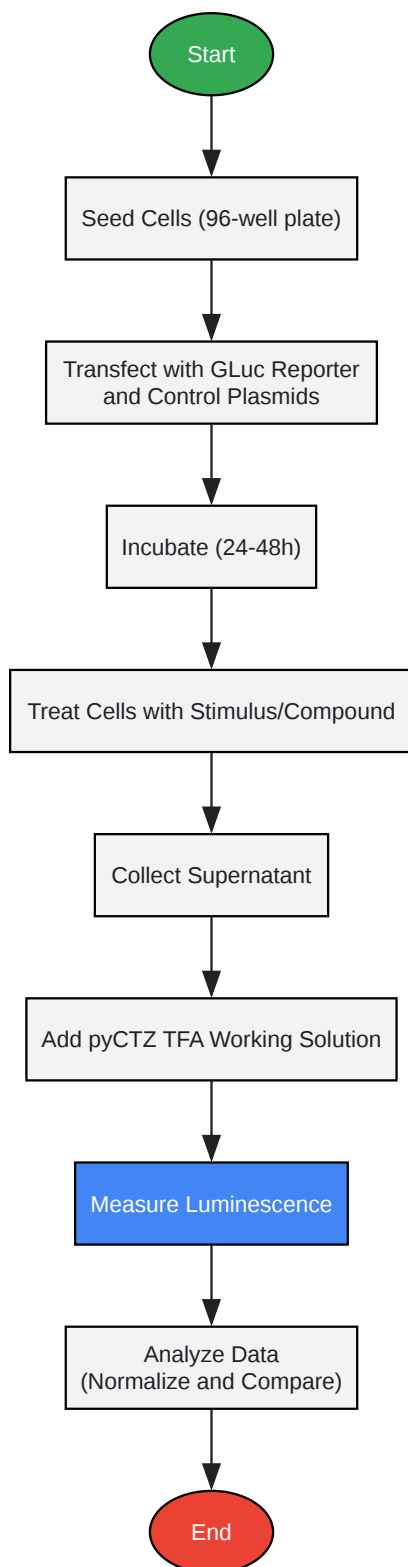 Start
Seed Cells (96-well plate)
Transfect with GLuc Reporter
and Control Plasmids
Incubate (24-48h)
Treat Cells with Stimulus/Compound
Collect Supernatant
Add pyCTZ TFA Working Solution
Measure Luminescence
Analyze Data
(Normalize and Compare)
End